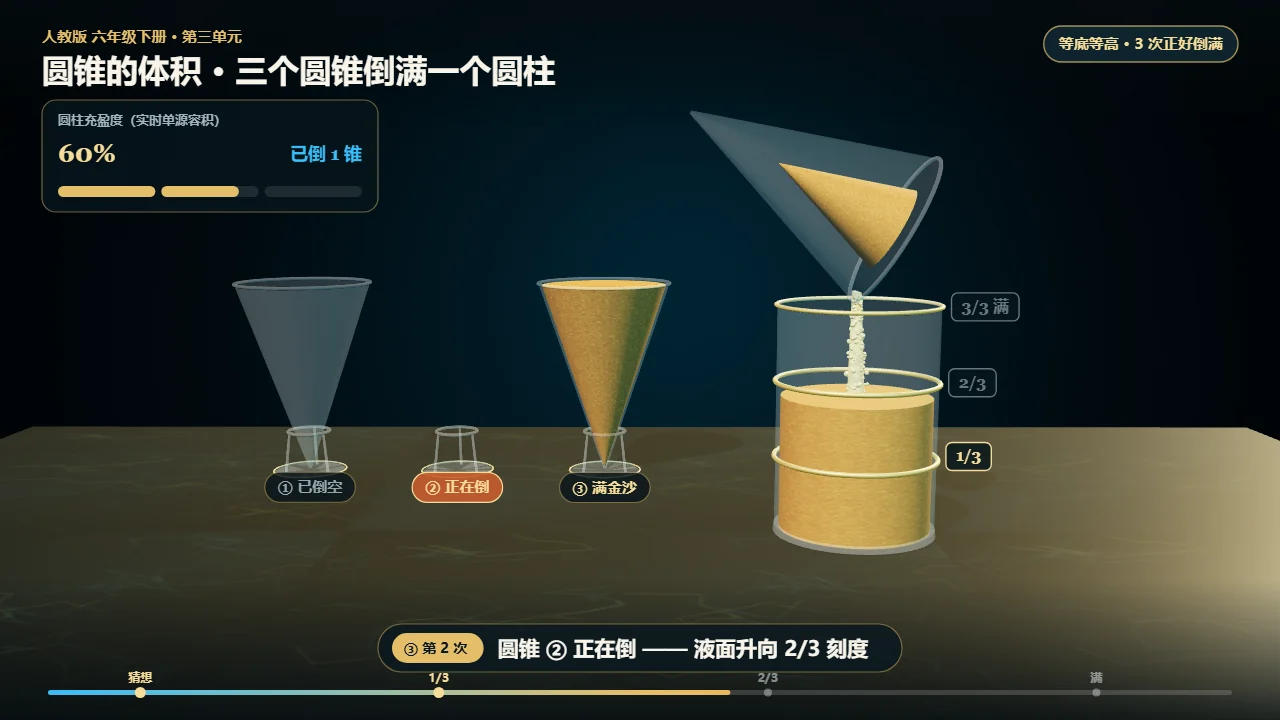 人教版 六年级下册 • 第三单元
圆锥的体积 • 三个圆锥倒满一个圆柱
等底等高 • 3 次正好倒满
圆柱充盈度（实时单源容积）
60%
已倒 1 锥
3/3 满
2/3
1/3
① 已倒空
② 正在倒
③ 满金沙
③ 第 2 次
圆锥 ② 正在倒 —— 液面升向 2/3 刻度
猜想
1/3
2/3
满